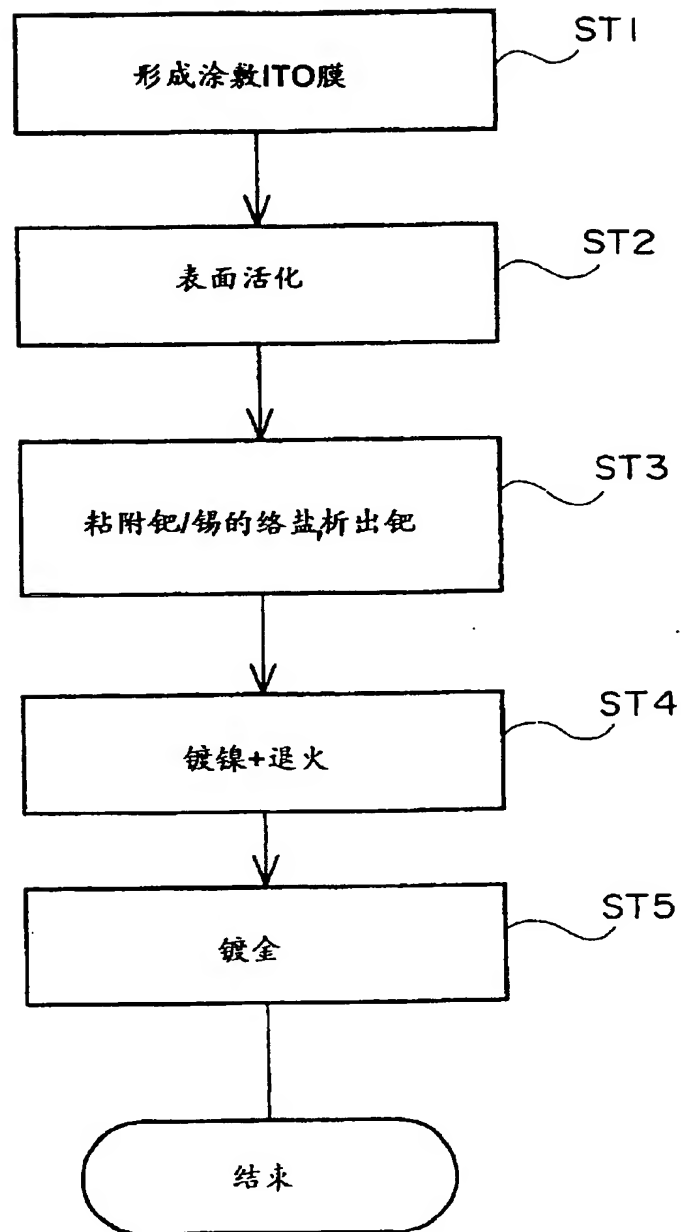 ST1
形成涂敷ITO膜
ST2
表面活化
ST3
粘附钯/锡的络盐,析出钯
ST4
镀镍+退火
ST5
镀金
结束